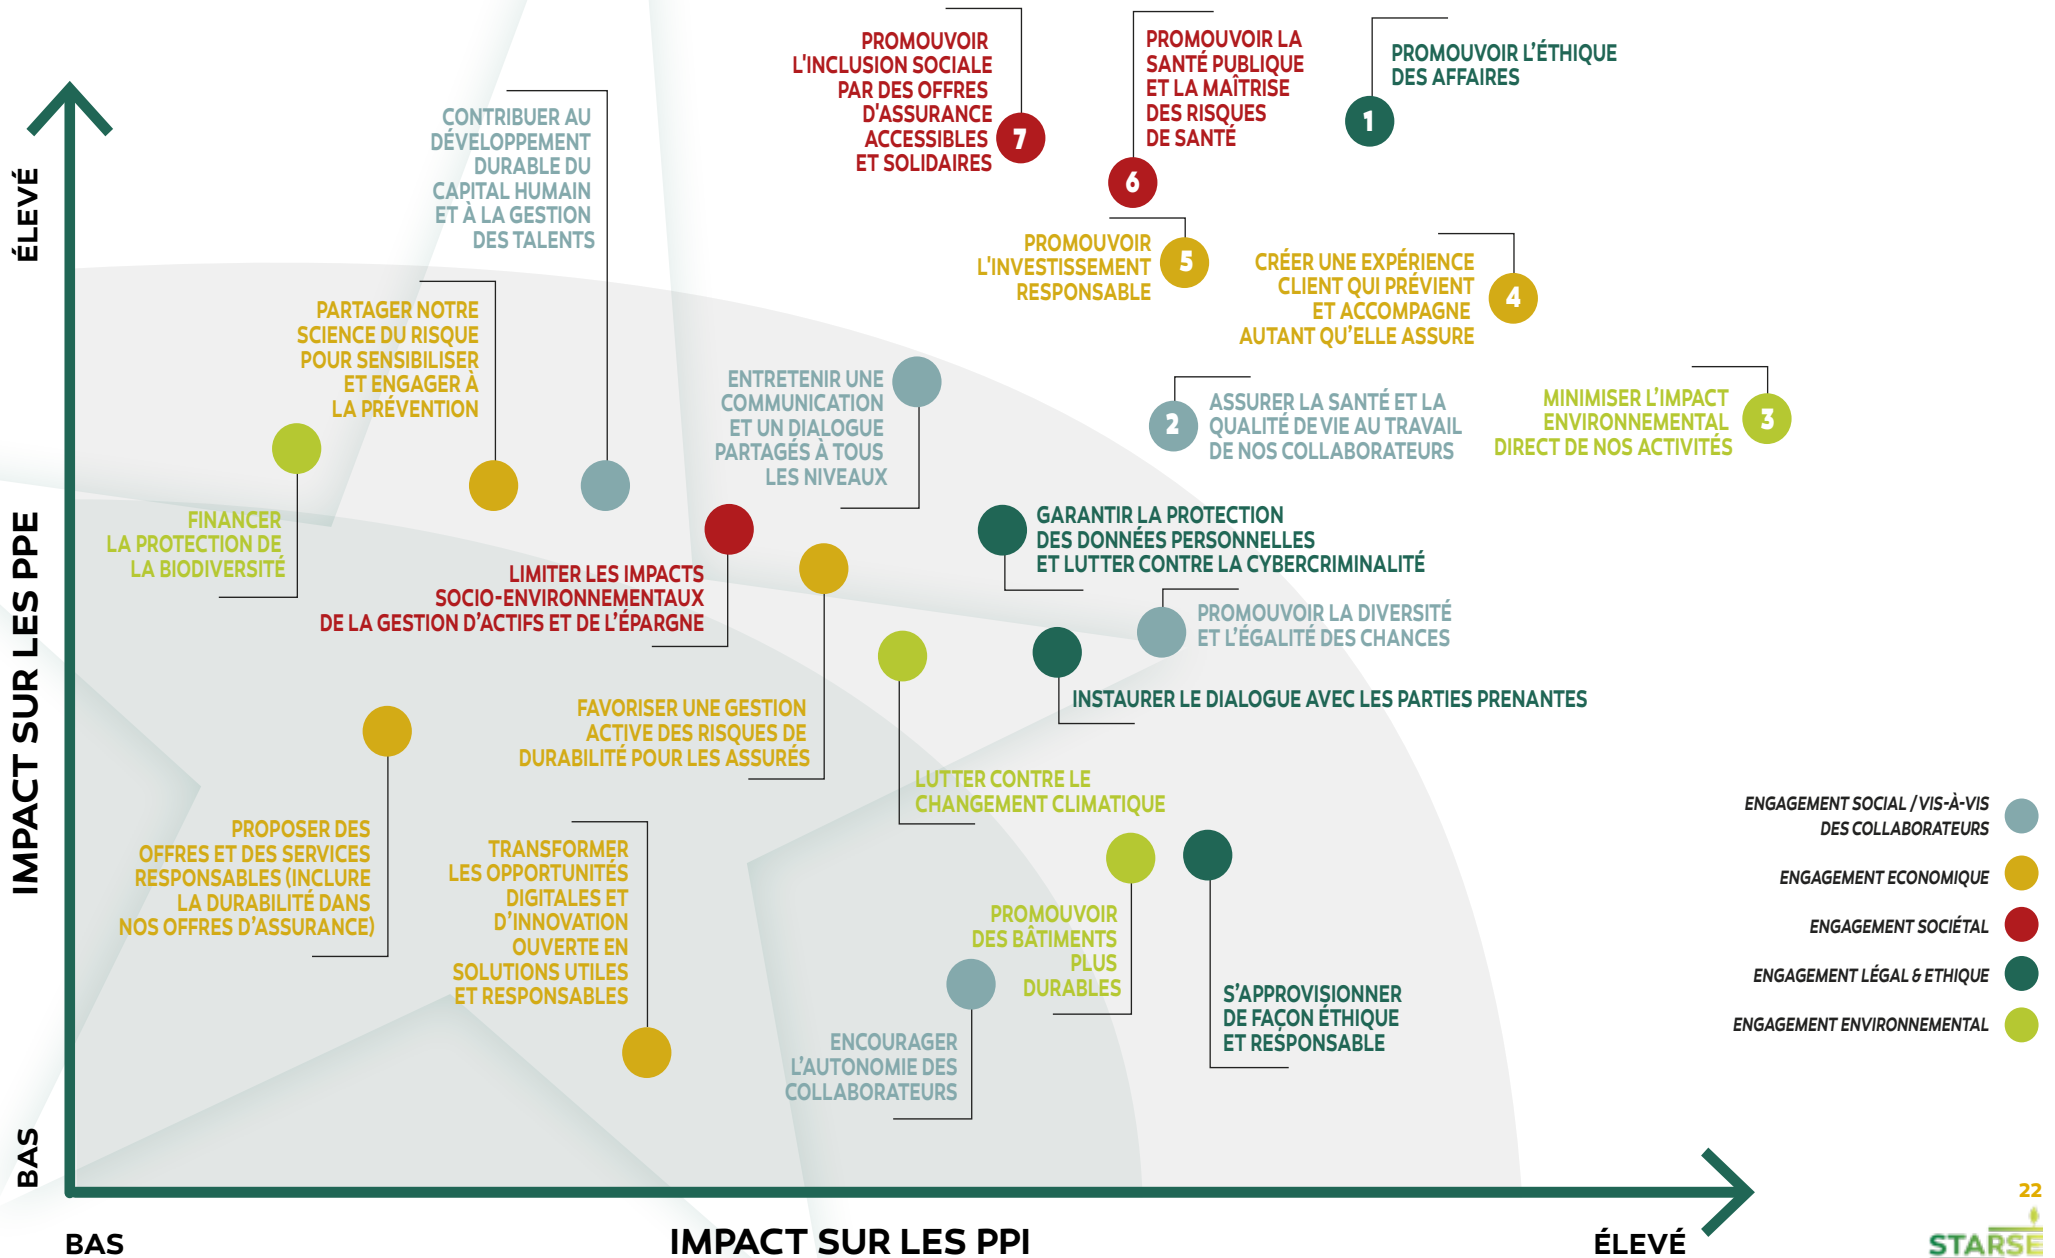 PROMOUVOIR
L'INCLUSION SOCIALE
PAR DES OFFRES
D'ASSURANCE
ACCESSIBLES
ET SOLIDAIRES
7
PROMOUVOIR LA
SANTÉ PUBLIQUE
ET LA MAÎTRISE
DES RISQUES
DE SANTÉ
6
PROMOUVOIR L'ÉTHIQUE
DES AFFAIRES
1
CONTRIBUER AU
DÉVELOPPEMENT
DURABLE DU
CAPITAL HUMAIN
ET À LA GESTION
DES TALENTS
PROMOUVOIR
L'INVESTISSEMENT
RESPONSABLE
5
CRÉER UNE EXPÉRIENCE
CLIENT QUI PRÉVIENT
ET ACCOMPAGNE
AUTANT QU'ELLE ASSURE
4
PARTAGER NOTRE
SCIENCE DU RISQUE
POUR SENSIBILISER
ET ENGAGER À
LA PRÉVENTION
ENTRETENIR UNE
COMMUNICATION
ET UN DIALOGUE
PARTAGÉS À TOUS
LES NIVEAUX
2
ASSURER LA SANTÉ ET LA
QUALITÉ DE VIE AU TRAVAIL
DE NOS COLLABORATEURS
MINIMISER L'IMPACT
ENVIRONNEMENTAL
DIRECT DE NOS ACTIVITÉS
3
FINANCER
LA PROTECTION DE
LA BIODIVERSITÉ
LIMITER LES IMPACTS
SOCIO-ENVIRONNEMENTAUX
DE LA GESTION D'ACTIFS ET DE L'ÉPARGNE
GARANTIR LA PROTECTION
DES DONNÉES PERSONNELLES
ET LUTTER CONTRE LA CYBERCRIMINALITÉ
PROMOUVOIR LA DIVERSITÉ
ET L'ÉGALITÉ DES CHANCES
FAVORISER UNE GESTION
ACTIVE DES RISQUES DE
DURABILITÉ POUR LES ASSURÉS
INSTAURER LE DIALOGUE AVEC LES PARTIES PRENANTES
LUTTER CONTRE LE
CHANGEMENT CLIMATIQUE
PROPOSER DES
OFFRES ET DES SERVICES
RESPONSABLES (INCLURE
LA DURABILITÉ DANS
NOS OFFRES D'ASSURANCE)
TRANSFORMER
LES OPPORTUNITÉS
DIGITALES ET
D'INNOVATION
OUVERTE EN
SOLUTIONS UTILES
ET RESPONSABLES
PROMOUVOIR
DES BÂTIMENTS
PLUS
DURABLES
S'APPROVISIONNER
DE FAÇON ÉTHIQUE
ET RESPONSABLE
ENCOURAGER
L'AUTONOMIE DES
COLLABORATEURS
ENGAGEMENT SOCIAL / VIS-À-VIS
DES COLLABORATEURS
ENGAGEMENT ECONOMIQUE
ENGAGEMENT SOCIÉTAL
ENGAGEMENT LÉGAL & ETHIQUE
ENGAGEMENT ENVIRONNEMENTAL
ÉLEVÉ
IMPACT SUR LES PPE
BAS
BAS
IMPACT SUR LES PPI
ÉLEVÉ
22
STARSE